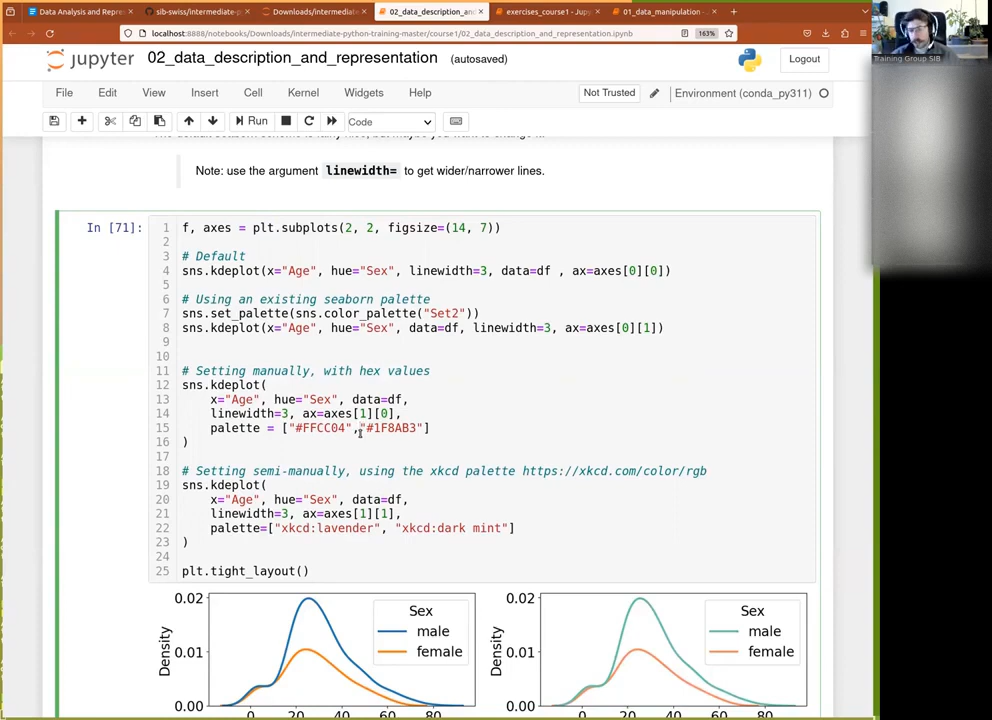 Data Analysis and Repre
sib-swiss/intermediate-p
Downloads/intermediate
02_data_description_an
exercises_course1 - Jup
01_data_manipulation -
localhost:8888/notebooks/Downloads/intermediate-python-training-master/course1/02_data_description_and_representation.ipynb
163%
Training Group SIB
jupyter 02_data_description_and_representation (autosaved)
Logout
File Edit View Insert Cell Kernel Widgets Help
Not Trusted
Environment (conda_py311)
Run
Code
Note: use the argument linewidth= to get wider/narrower lines.
In [71]:
1 f, axes = plt.subplots(2, 2, figsize=(14, 7))
2
3 # Default
4 sns.kdeplot(x="Age", hue="Sex", linewidth=3, data=df , ax=axes[0][0])
5
6 # Using an existing seaborn palette
7 sns.set_palette(sns.color_palette("Set2"))
8 sns.kdeplot(x="Age", hue="Sex", data=df, linewidth=3, ax=axes[0][1])
9
10
11 # Setting manually, with hex values
12 sns.kdeplot(
13 x="Age", hue="Sex", data=df,
14 linewidth=3, ax=axes[1][0],
15 palette = ["#FFCC04","#1F8AB3"]
16 )
17
18 # Setting semi-manually, using the xkcd palette https://xkcd.com/color/rgb
19 sns.kdeplot(
20 x="Age", hue="Sex", data=df,
21 linewidth=3, ax=axes[1][1],
22 palette=["xkcd:lavender", "xkcd:dark mint"]
23 )
24
25 plt.tight_layout()
Density
0.02
0.01
0.00
0 20 40 60 80
Sex
male
female
Density
0.02
0.01
0.00
0 20 40 60 80
Sex
male
female